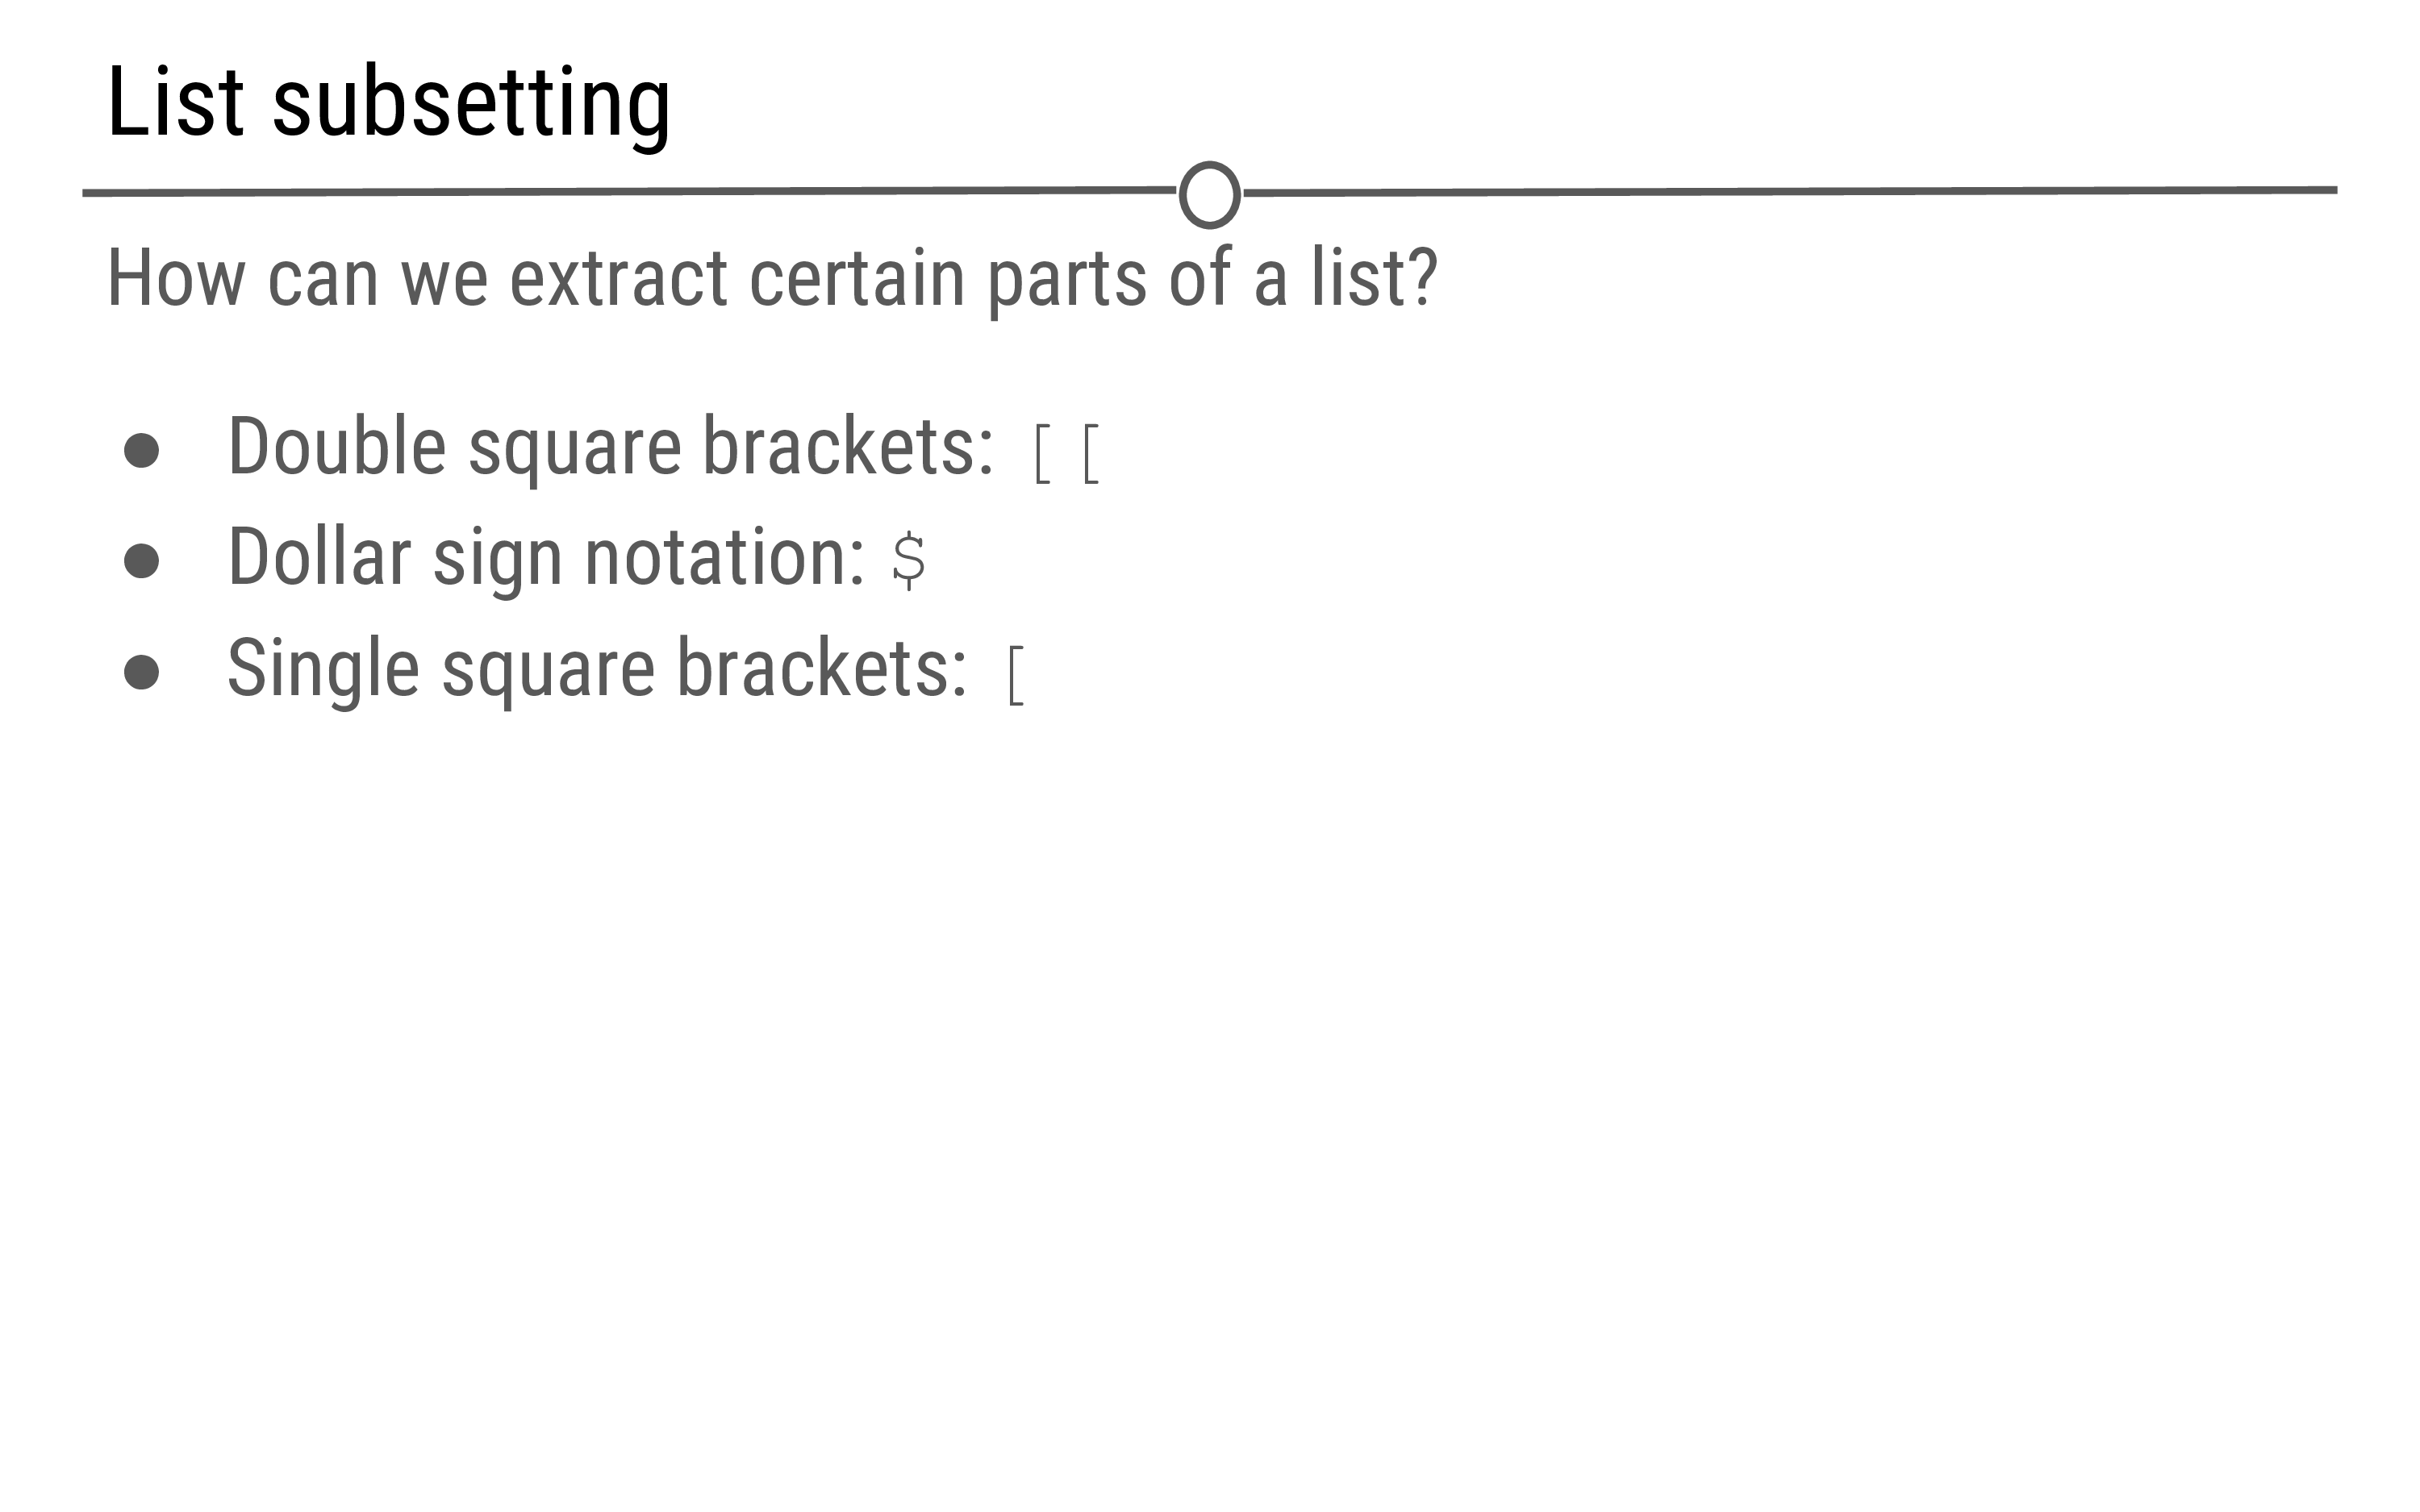 List subsetting
How can we extract certain parts of a list?
● Double square brackets: [[
● Dollar sign notation: $
● Single square brackets: [